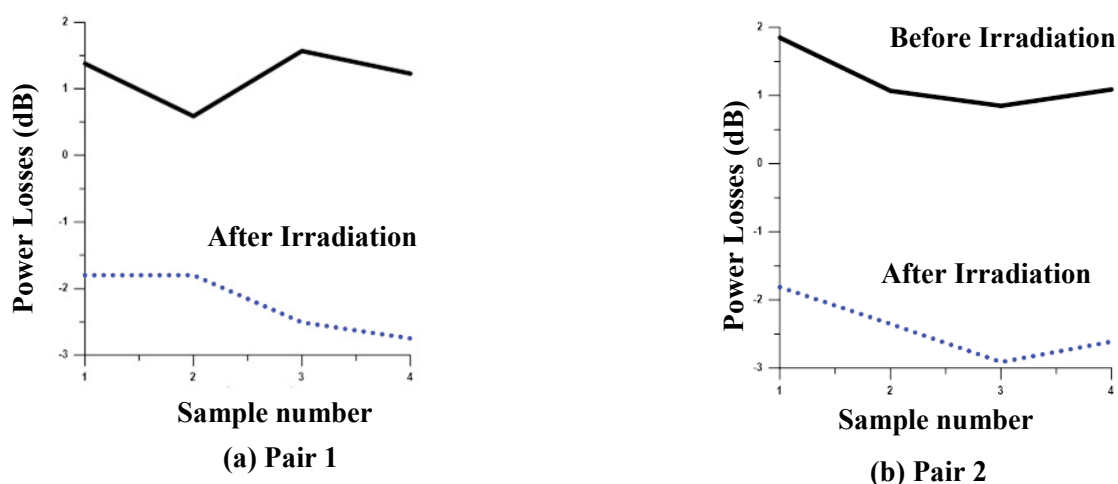 Power Losses (dB)
2
1
0
-1
-2
-3
After Irradiation
1
2
3
4
Sample number
(a) Pair 1
Power Losses (dB)
2
1
0
-1
-2
-3
Before Irradiation
After Irradiation
1
2
3
4
Sample number
(b) Pair 2